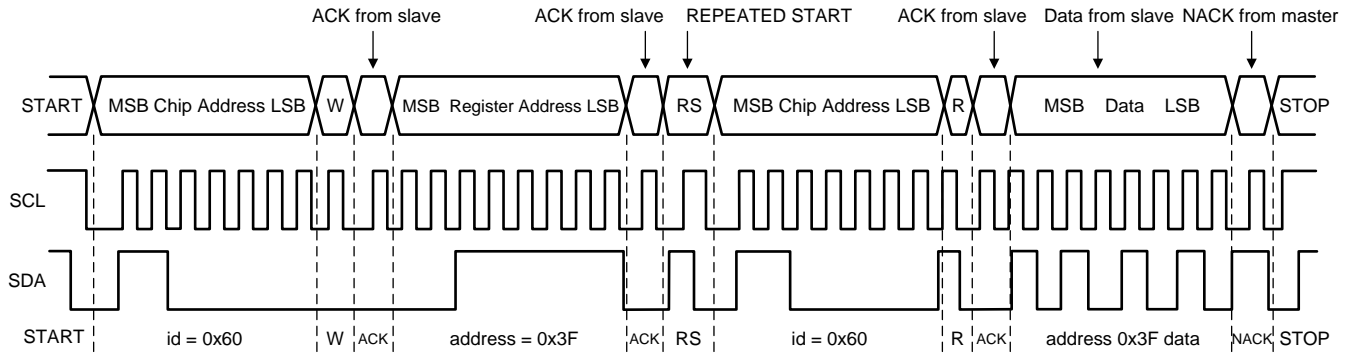 ACK from slave ACK from slave REPEATED START ACK from slave Data from slave NACK from master
START MSB Chip Address LSB W MSB Register Address LSB RS MSB Chip Address LSB R MSB Data LSB STOP
SCL
SDA
START id = 0x60 W ACK address = 0x3F ACK RS id = 0x60 R ACK address 0x3F data NACK STOP